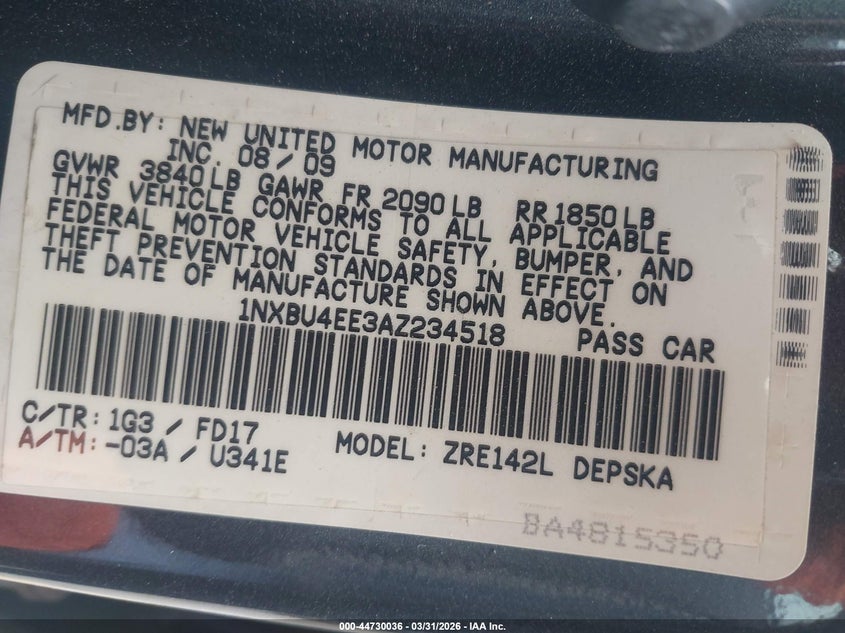 MFD.BY: NEW UNITED MOTOR MANUFACTURING
INC. 08/09
GVWR 3840LB GAWR FR 2090LB RR1850LB
THIS VEHICLE CONFORMS TO ALL APPLICABLE
FEDERAL MOTOR VEHICLE SAFETY, BUMPER, AND
THEFT PREVENTION STANDARDS IN EFFECT ON
THE DATE OF MANUFACTURE SHOWN ABOVE.
1NXBU4EE3AZ234518 PASS CAR
C/TR: 1G3 / FD17
A/TM: -03A / U341E MODEL: ZRE142L DEPSKA
BA4815350
000-44730036 - 03/31/2026 - IAA Inc.